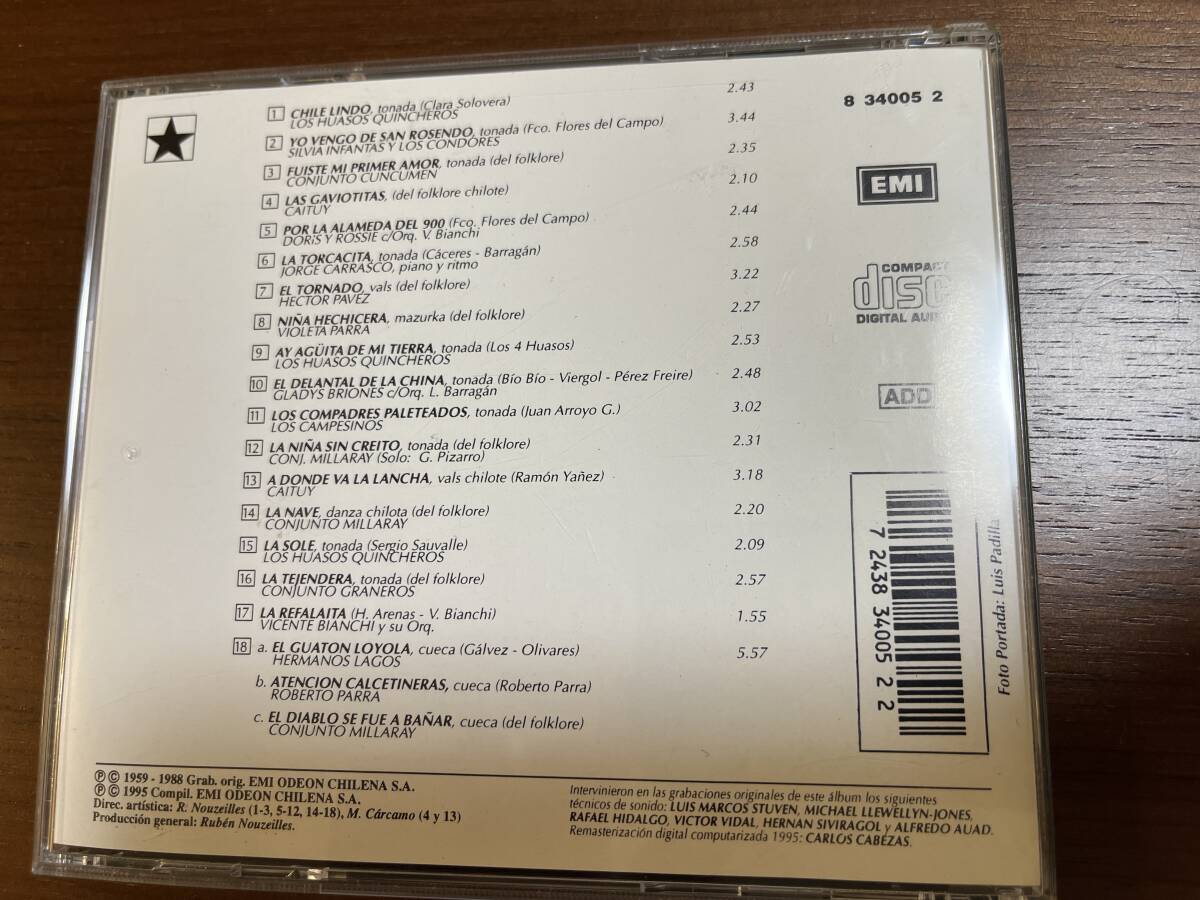 1 CHILE LINDO, tonada (Clara Solovera) 2.43
LOS HUASOS QUINCHEROS
2 YO VENGO DE SAN ROSENDO, tonada (Fco. Flores del Campo) 3.44
SILVIA INFANTAS Y LOS CONDORES
3 FUISTE MI PRIMER AMOR, tonada (del folklore) 2.35
CONJUNTO CUNCUMEN
4 LAS GAVIOTITAS, (del folklore chilote) 2.10
CAITUY
5 POR LA ALAMEDA DEL 900 (Fco. Flores del Campo) 2.44
DORIS Y ROSSIE c/Orq. V. Bianchi
6 LA TORCACITA, tonada (Cáceres - Barragán) 2.58
JORGE CARRASCO, piano y ritmo
7 EL TORNADO, vals (del folklore) 3.22
HECTOR PAVEZ
8 NIÑA HECHICERA, mazurka (del folklore) 2.27
VIOLETA PARRA
9 AY AGÜITA DE MI TIERRA, tonada (Los 4 Huasos) 2.53
LOS HUASOS QUINCHEROS
10 EL DELANTAL DE LA CHINA, tonada (Bío Bío - Viergol - Pérez Freire) 2.48
GLADYS BRIONES c/Orq. L. Barragán
11 LOS COMPADRES PALETEADOS, tonada (Juan Arroyo G.) 3.02
LOS CAMPESINOS
12 LA NIÑA SIN CREITO, tonada (del folklore) 2.31
CONJ. MILLARAY (Solo: G. Pizarro)
13 A DONDE VA LA LANCHA, vals chilote (Ramón Yañez) 3.18
CAITUY
14 LA NAVE, danza chilota (del folklore) 2.20
CONJUNTO MILLARAY
15 LA SOLE, tonada (Sergio Sauvalle) 2.09
LOS HUASOS QUINCHEROS
16 LA TEJENDERA, tonada (del folklore) 2.57
CONJUNTO GRANEROS
17 LA REFALAITA (H. Arenas - V. Bianchi) 1.55
VICENTE BIANCHI y su Orq.
18 a. EL GUATON LOYOLA, cueca (Gálvez - Olivares) 5.57
HERMANOS LAGOS
b. ATENCION CALCETINERAS, cueca (Roberto Parra)
ROBERTO PARRA
c. EL DIABLO SE FUE A BAÑAR, cueca (del folklore)
CONJUNTO MILLARAY
8 34005 2
EMI
COMPACT
disc
DIGITAL AUDIO
ADD
7 2438 34005 2 2
Foto Portada: Luis Padilla
Ⓟ© 1959 - 1988 Grab. orig. EMI ODEON CHILENA S.A.
Ⓟ© 1995 Compil. EMI ODEON CHILENA S.A.
Direc. artística: R. Nouzeilles (1-3, 5-12, 14-18), M. Cárcamo (4 y 13)
Producción general: Rubén Nouzeilles.
Intervinieron en las grabaciones originales de este álbum los siguientes
técnicos de sonido: LUIS MARCOS STUVEN, MICHAEL LLEWELLYN-JONES,
RAFAEL HIDALGO, VICTOR VIDAL, HERNAN SIVIRAGOL y ALFREDO AUAD.
Remasterización digital computarizada 1995: CARLOS CABEZAS.